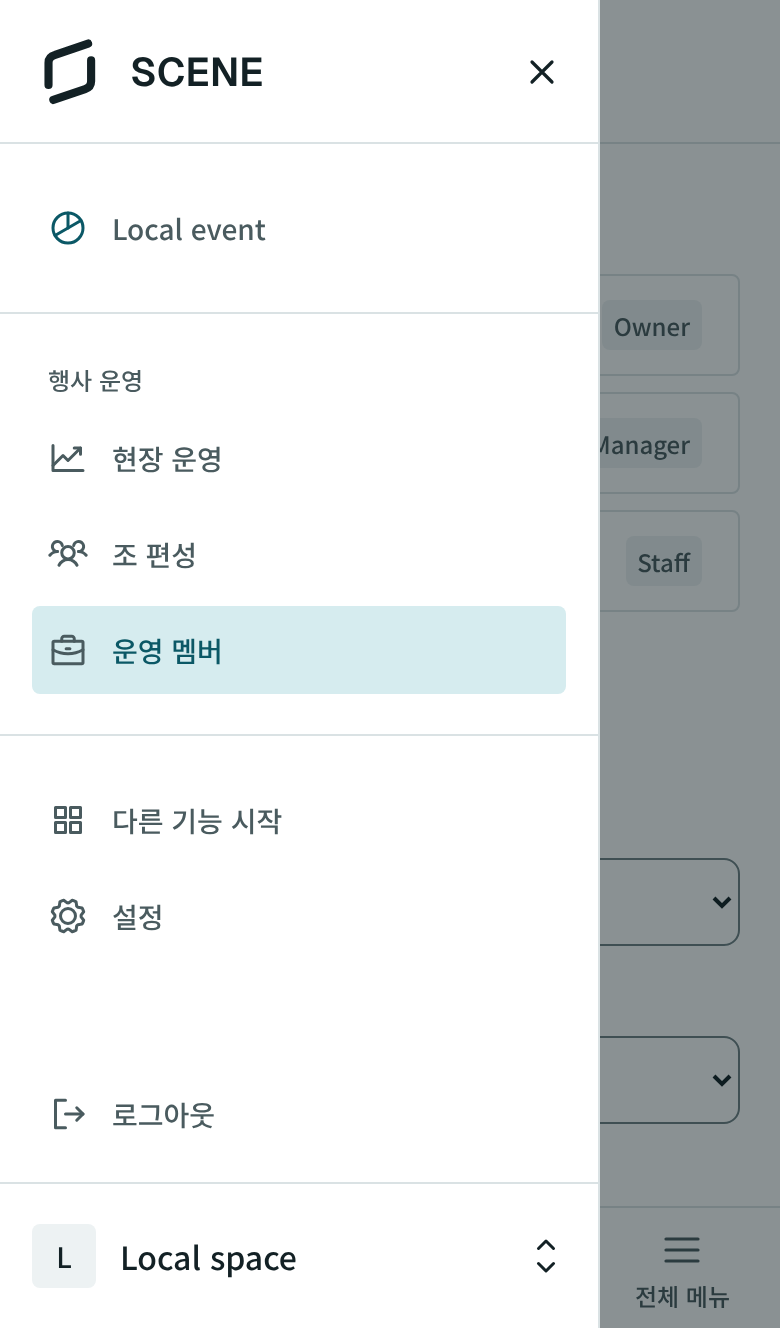 SCENE
Local event
Owner
행사 운영
Manager
현장 운영
조 편성
Staff
운영 멤버
다른 기능 시작
설정
로그아웃
L Local space
전체 메뉴